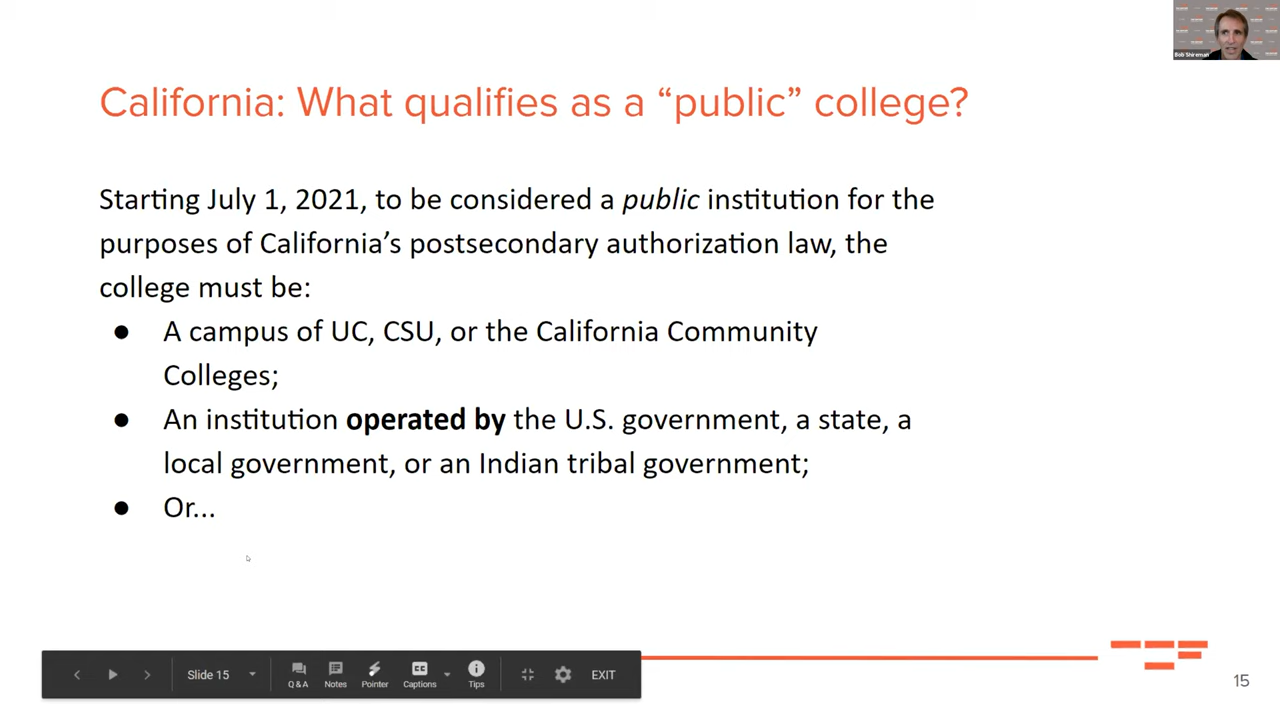 Bob Shireman
California: What qualifies as a “public” college?
Starting July 1, 2021, to be considered a public institution for the
purposes of California’s postsecondary authorization law, the
college must be:
● A campus of UC, CSU, or the California Community
Colleges;
● An institution operated by the U.S. government, a state, a
local government, or an Indian tribal government;
● Or...
Slide 15
Q & A
Notes
Pointer
CC
Captions
Tips
EXIT
15